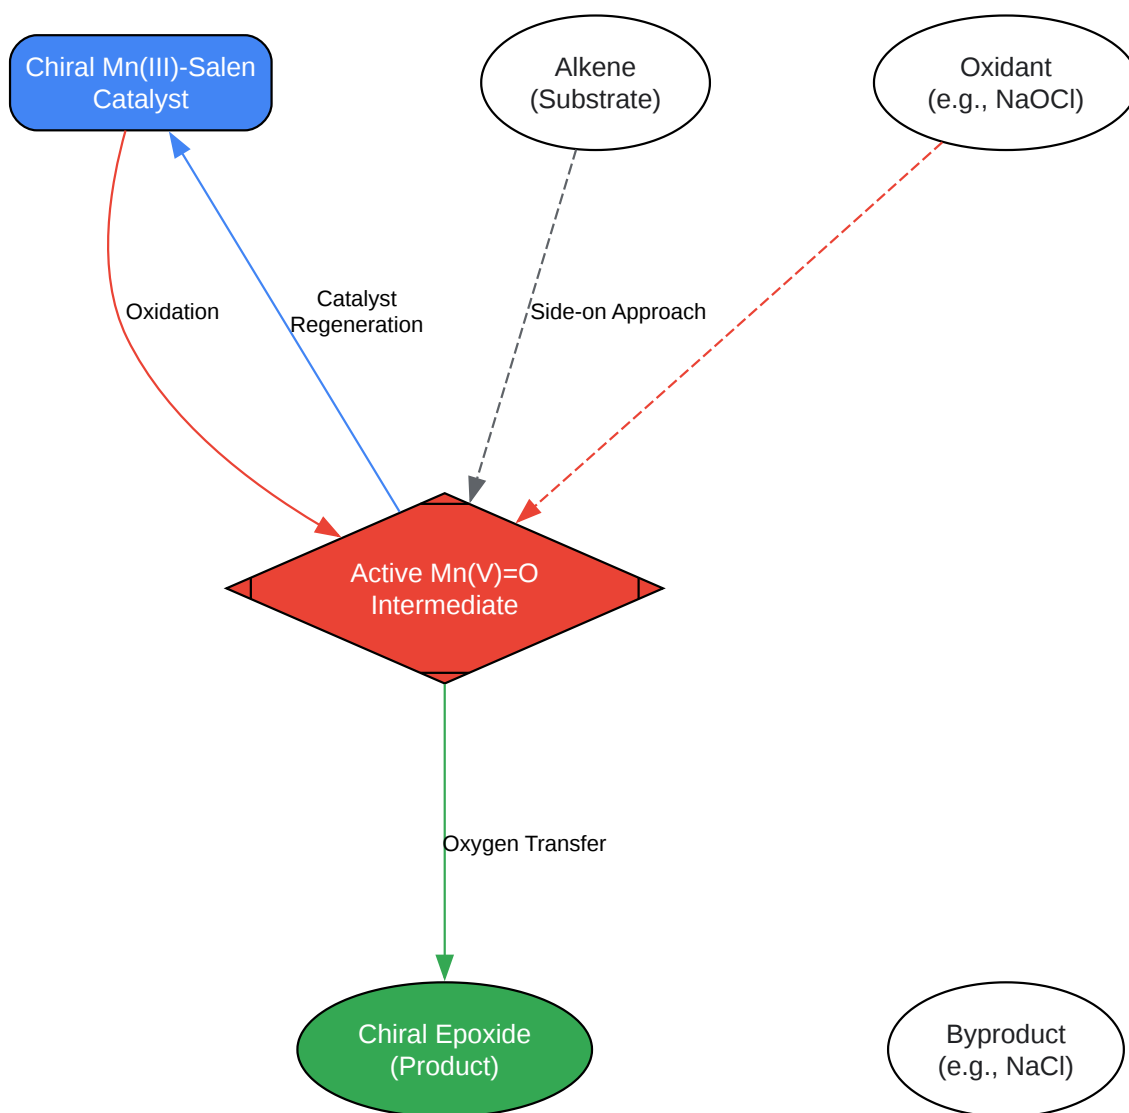 Chiral Mn(III)-Salen
Catalyst
Alkene
(Substrate)
Oxidant
(e.g., NaOCl)
Oxidation
Catalyst
Regeneration
Side-on Approach
Active Mn(V)=O
Intermediate
Oxygen Transfer
Chiral Epoxide
(Product)
Byproduct
(e.g., NaCl)